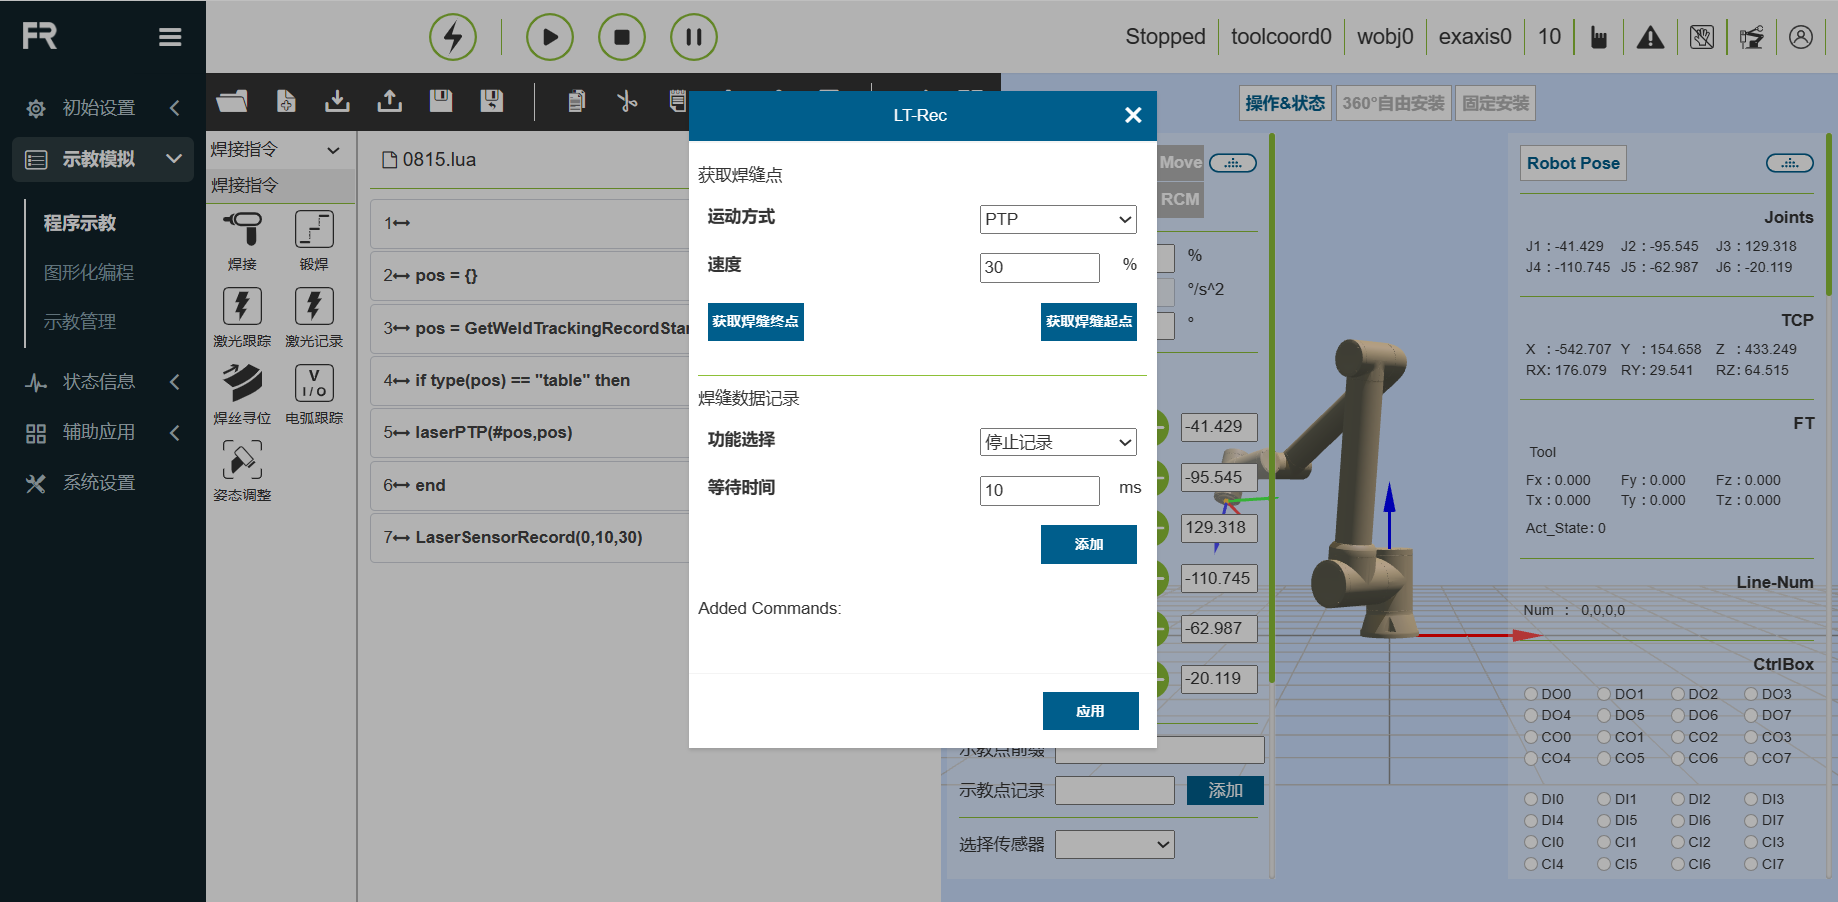 FR
Stopped
toolcoord0
wobj0
exaxis0
10
初始设置
示教模拟
程序示教
图形化编程
示教管理
状态信息
辅助应用
系统设置
焊接指令
焊接指令
焊接
锻焊
激光跟踪
激光记录
焊丝寻位
电弧跟踪
V
I/O
姿态调整
0815.lua
1
2 pos = {}
3 pos = GetWeldTrackingRecordStar
4 if type(pos) == "table" then
5 laserPTP(#pos,pos)
6 end
7 LaserSensorRecord(0,10,30)
LT-Rec
获取焊缝点
运动方式
PTP
速度
30
%
获取焊缝终点
获取焊缝起点
焊缝数据记录
功能选择
停止记录
等待时间
10
ms
添加
Added Commands:
应用
操作&状态
360°自由安装
固定安装
Move
RCM
%
°/s^2
°
-41.429
-95.545
129.318
-110.745
-62.987
-20.119
示教点前缀
示教点记录
添加
选择传感器
Robot Pose
Joints
J1 : -41.429 J2 : -95.545 J3 : 129.318
J4 : -110.745 J5 : -62.987 J6 : -20.119
TCP
X : -542.707 Y : 154.658 Z : 433.249
RX: 176.079 RY: 29.541 RZ: 64.515
FT
Tool
Fx : 0.000 Fy : 0.000 Fz : 0.000
Tx : 0.000 Ty : 0.000 Tz : 0.000
Act_State: 0
Line-Num
Num : 0,0,0,0
CtrlBox
DO0 DO1 DO2 DO3
DO4 DO5 DO6 DO7
CO0 CO1 CO2 CO3
CO4 CO5 CO6 CO7
DI0 DI1 DI2 DI3
DI4 DI5 DI6 DI7
CI0 CI1 CI2 CI3
CI4 CI5 CI6 CI7